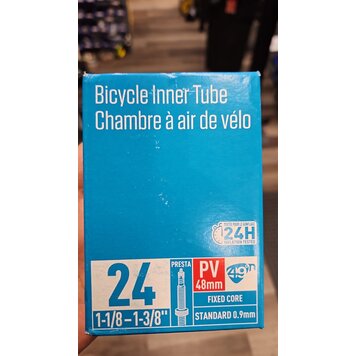 Bicycle Inner Tube
Chambre à air de vélo
24H
24
1-1/8 – 1-3/8"
PRESTA
PV
48mm
49N
FIXED CORE
STANDARD 0.9mm